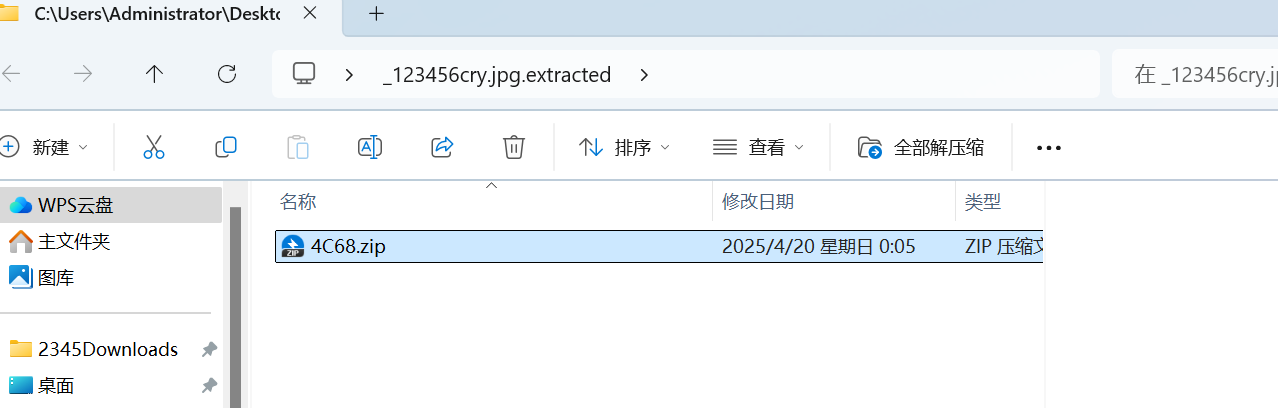 C:\Users\Administrator\Deskto
_123456cry.jpg.extracted
在 _123456cry.jp
新建
排序
查看
全部解压缩
WPS云盘
主文件夹
图库
2345Downloads
桌面
名称
修改日期
类型
4C68.zip
2025/4/20 星期日 0:05
ZIP 压缩文